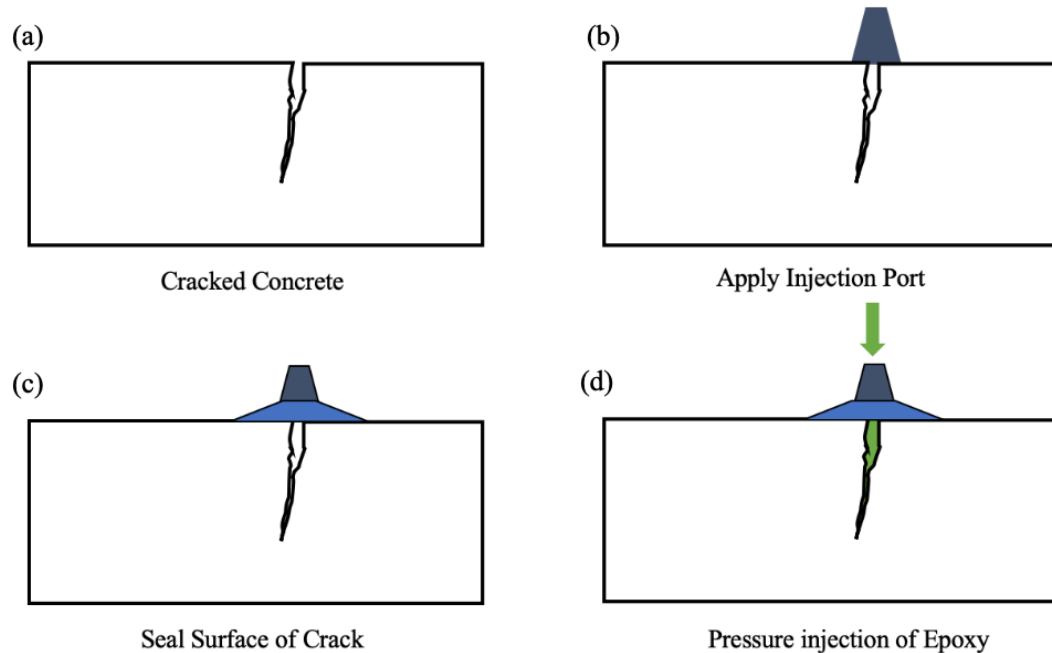 (a)
Cracked Concrete
(b)
Apply Injection Port
(c)
Seal Surface of Crack
(d)
Pressure injection of Epoxy